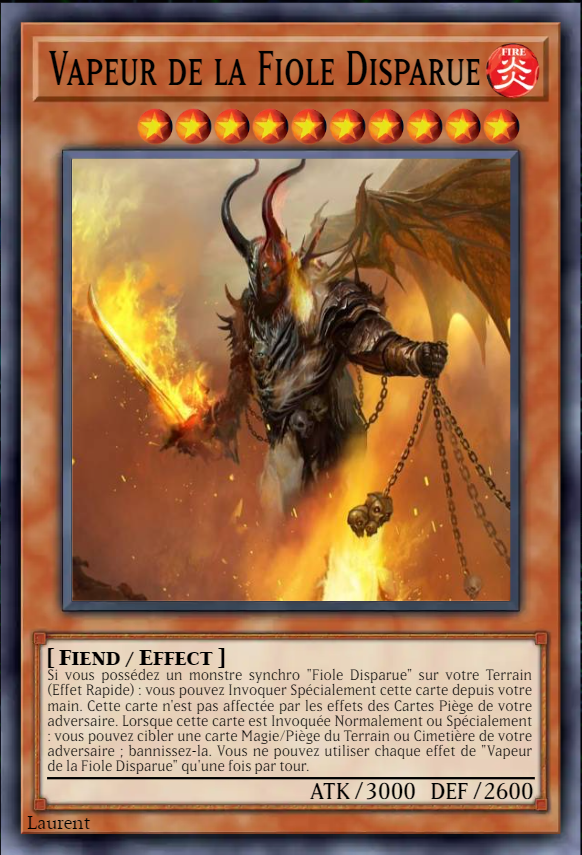 Vapeur de la Fiole Disparue
FIRE
炎
[ Fiend / Effect ]
Si vous possédez un monstre synchro "Fiole Disparue" sur votre Terrain
(Effet Rapide) : vous pouvez Invoquer Spécialement cette carte depuis votre
main. Cette carte n'est pas affectée par les effets des Cartes Piège de votre
adversaire. Lorsque cette carte est Invoquée Normalement ou Spécialement
: vous pouvez cibler une carte Magie/Piège du Terrain ou Cimetière de votre
adversaire ; bannissez-la. Vous ne pouvez utiliser chaque effet de "Vapeur
de la Fiole Disparue" qu'une fois par tour.
ATK/3000 DEF/2600
Laurent